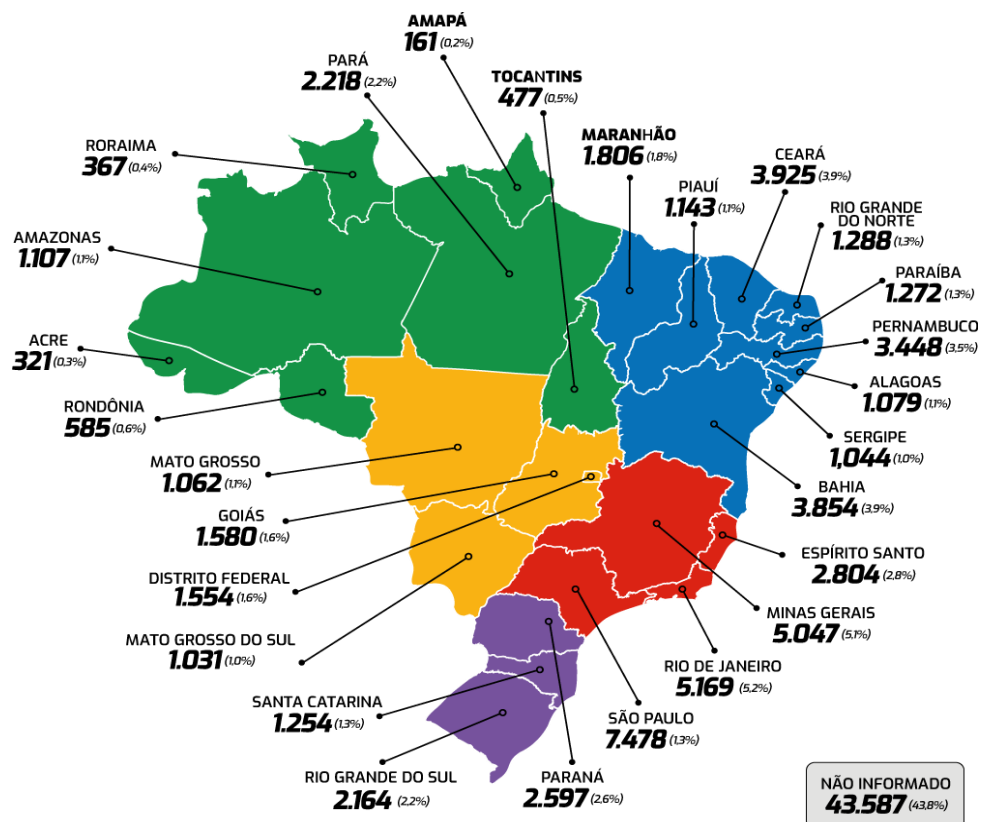 AMAPÁ
161 (0,2%)
PARÁ
2.218 (2,2%)
TOCANTINS
477 (0,5%)
RORAIMA
367 (0,4%)
MARANHÃO
1.806 (1,8%)
CEARÁ
3.925 (3,9%)
PIAUÍ
1.143 (1,1%)
RIO GRANDE
DO NORTE
1.288 (1,3%)
AMAZONAS
1.107 (1,1%)
PARAÍBA
1.272 (1,3%)
PERNAMBUCO
3.448 (3,5%)
ACRE
321 (0,3%)
ALAGOAS
1.079 (1,1%)
RONDÔNIA
585 (0,6%)
SERGIPE
1,044 (1,0%)
MATO GROSSO
1.062 (1,1%)
BAHIA
3.854 (3,9%)
GOIÁS
1.580 (1,6%)
ESPÍRITO SANTO
2.804 (2,8%)
DISTRITO FEDERAL
1.554 (1,6%)
MINAS GERAIS
5.047 (5,1%)
MATO GROSSO DO SUL
1.031 (1,0%)
RIO DE JANEIRO
5.169 (5,2%)
SANTA CATARINA
1.254 (1,3%)
SÃO PAULO
7.478 (1,3%)
RIO GRANDE DO SUL
2.164 (2,2%)
PARANÁ
2.597 (2,6%)
NÃO INFORMADO
43.587 (43,8%)